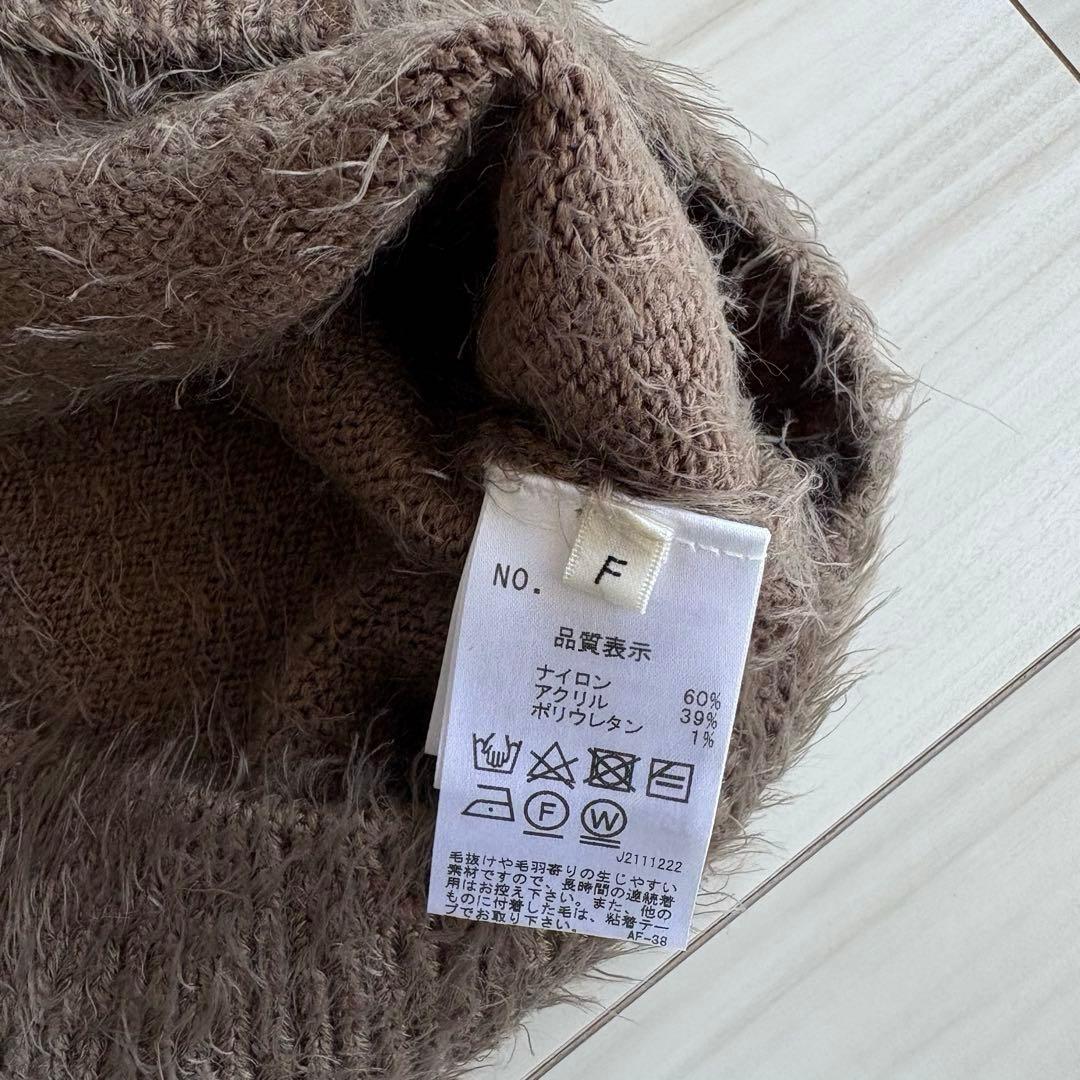 F
NO.
品質表示
ナイロン 60%
アクリル 39%
ポリウレタン 1%
F W
J2111222
毛抜けや毛羽寄りの生じやすい
素材ですので、長時間の連続着
用はお控え下さい。また、他の
ものに付着した毛は、粘着テー
プでお取り下さい。
AF-38